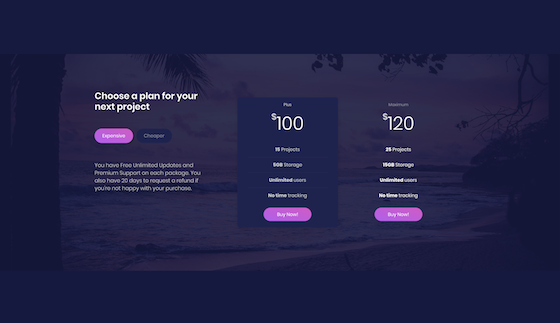 Choose a plan for your
next project
Expensive
Cheaper
You have Free Unlimited Updates and
Premium Support on each package. You
also have 20 days to request a refund if
you're not happy with your purchase.
Plus
$100
15 Projects
5GB Storage
Unlimited users
No time tracking
Buy Now!
Maximum
$120
25 Projects
15GB Storage
Unlimited users
No time tracking
Buy Now!